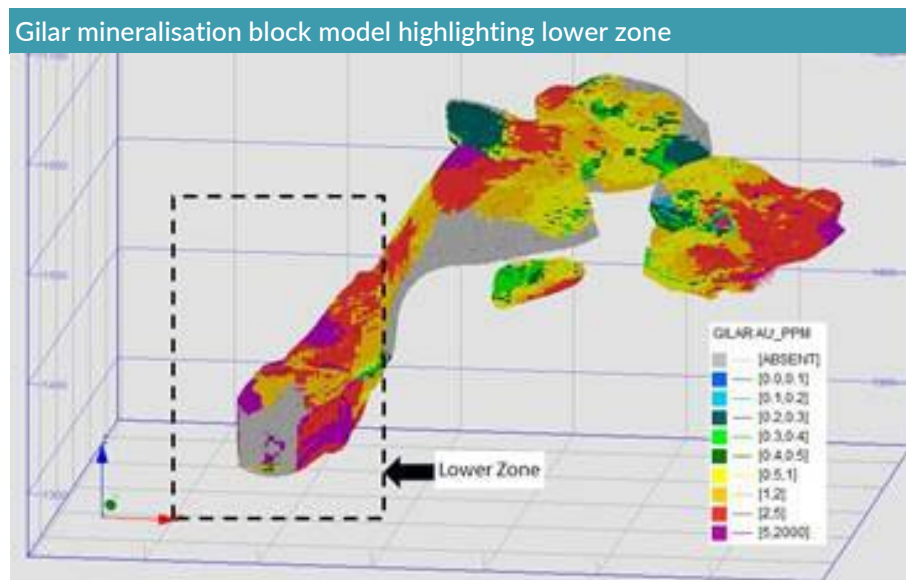 Gilar mineralisation block model highlighting lower zone
GILAR AU_PPM
[ABSENT]
[0.0,0.1]
[0.1,0.2]
[0.2,0.3]
[0.3,0.4]
[0.4,0.5]
[0.5,1]
[1,2]
[2,5]
[5,2000]
Lower Zone